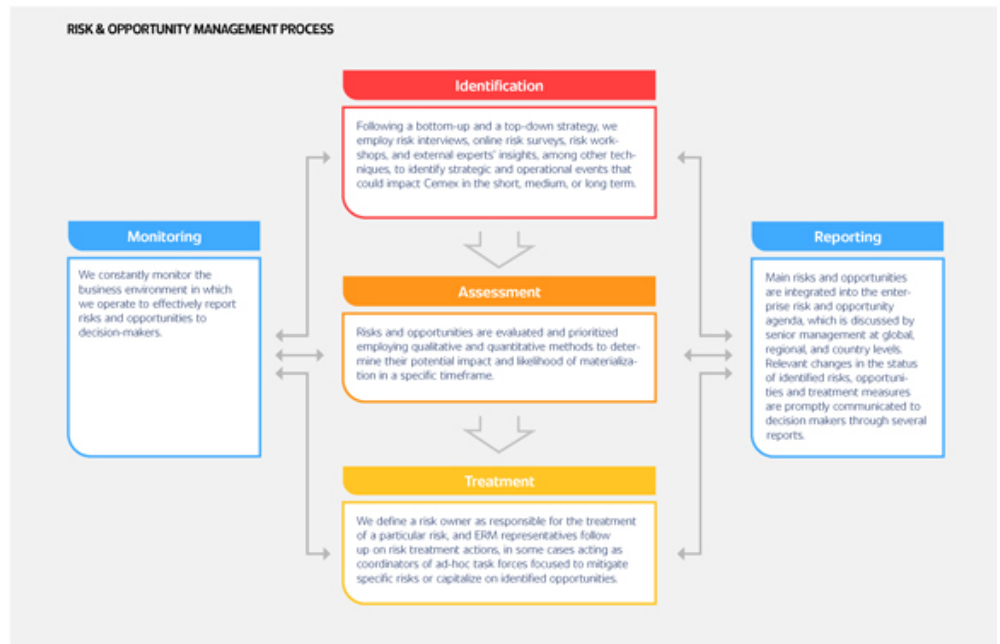 RISK & OPPORTUNITY MANAGEMENT PROCESS
Identification
Following a bottom-up and a top-down strategy, we
employ risk interviews, online risk surveys, risk work-
shops, and external experts' insights, among other tech-
niques, to identify strategic and operational events that
could impact Cemex in the short, medium, or long term.
Monitoring
We constantly monitor the
business environment in which
we operate to effectively report
risks and opportunities to
decision-makers.
Assessment
Risks and opportunities are evaluated and prioritized
employing qualitative and quantitative methods to deter-
mine their potential impact and likelihood of materializa-
tion in a specific timeframe.
Reporting
Main risks and opportunities
are integrated into the enter-
prise risk and opportunity
agenda, which is discussed by
senior management at global,
regional, and country levels.
Relevant changes in the status
of identified risks, opportuni-
ties and treatment measures
are promptly communicated to
decision makers through several
reports.
Treatment
We define a risk owner as responsible for the treatment
of a particular risk, and ERM representatives follow
up on risk treatment actions, in some cases acting as
coordinators of ad-hoc task forces focused to mitigate
specific risks or capitalize on identified opportunities.